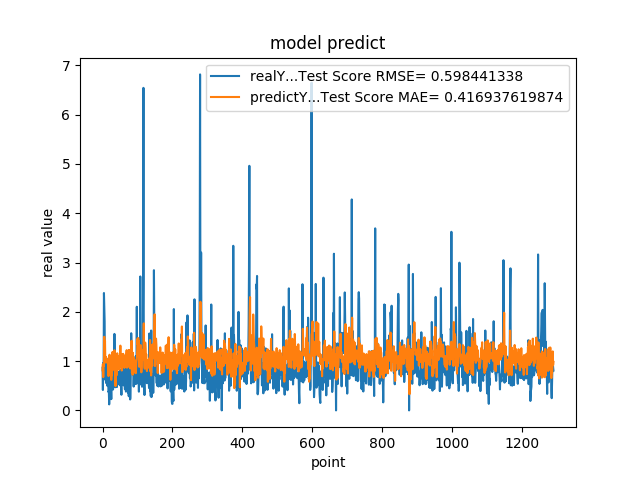 model predict
realY...Test Score RMSE= 0.598441338
predictY...Test Score MAE= 0.416937619874
7
6
5
4
3
2
1
0
real value
0 200 400 600 800 1000 1200
point